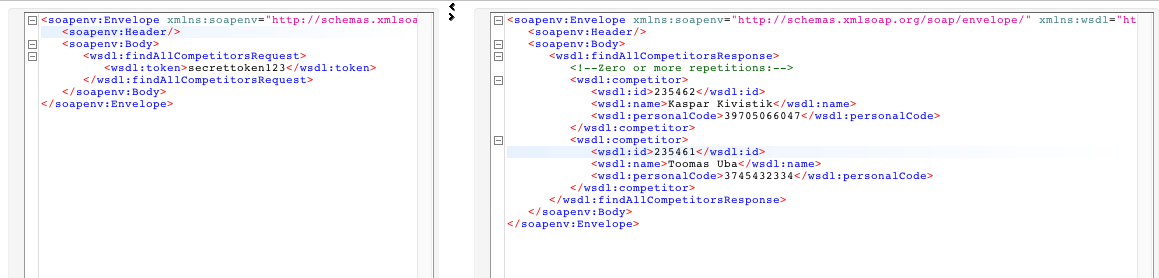 <soapenv:Envelope xmlns:soapenv="http://schemas.xmlsoa
<soapenv:Header/>
<soapenv:Body>
<wsdl:findAllCompetitorsRequest>
<wsdl:token>secrettoken123</wsdl:token>
</wsdl:findAllCompetitorsRequest>
</soapenv:Body>
</soapenv:Envelope>
<soapenv:Envelope xmlns:soapenv="http://schemas.xmlsoap.org/soap/envelope/" xmlns:wsdl="ht
<soapenv:Header/>
<soapenv:Body>
<wsdl:findAllCompetitorsResponse>
<!--Zero or more repetitions:-->
<wsdl:competitor>
<wsdl:id>235462</wsdl:id>
<wsdl:name>Kaspar Kivistik</wsdl:name>
<wsdl:personalCode>39705066047</wsdl:personalCode>
</wsdl:competitor>
<wsdl:competitor>
<wsdl:id>235461</wsdl:id>
<wsdl:name>Toomas Uba</wsdl:name>
<wsdl:personalCode>3745432334</wsdl:personalCode>
</wsdl:competitor>
</wsdl:findAllCompetitorsResponse>
</soapenv:Body>
</soapenv:Envelope>